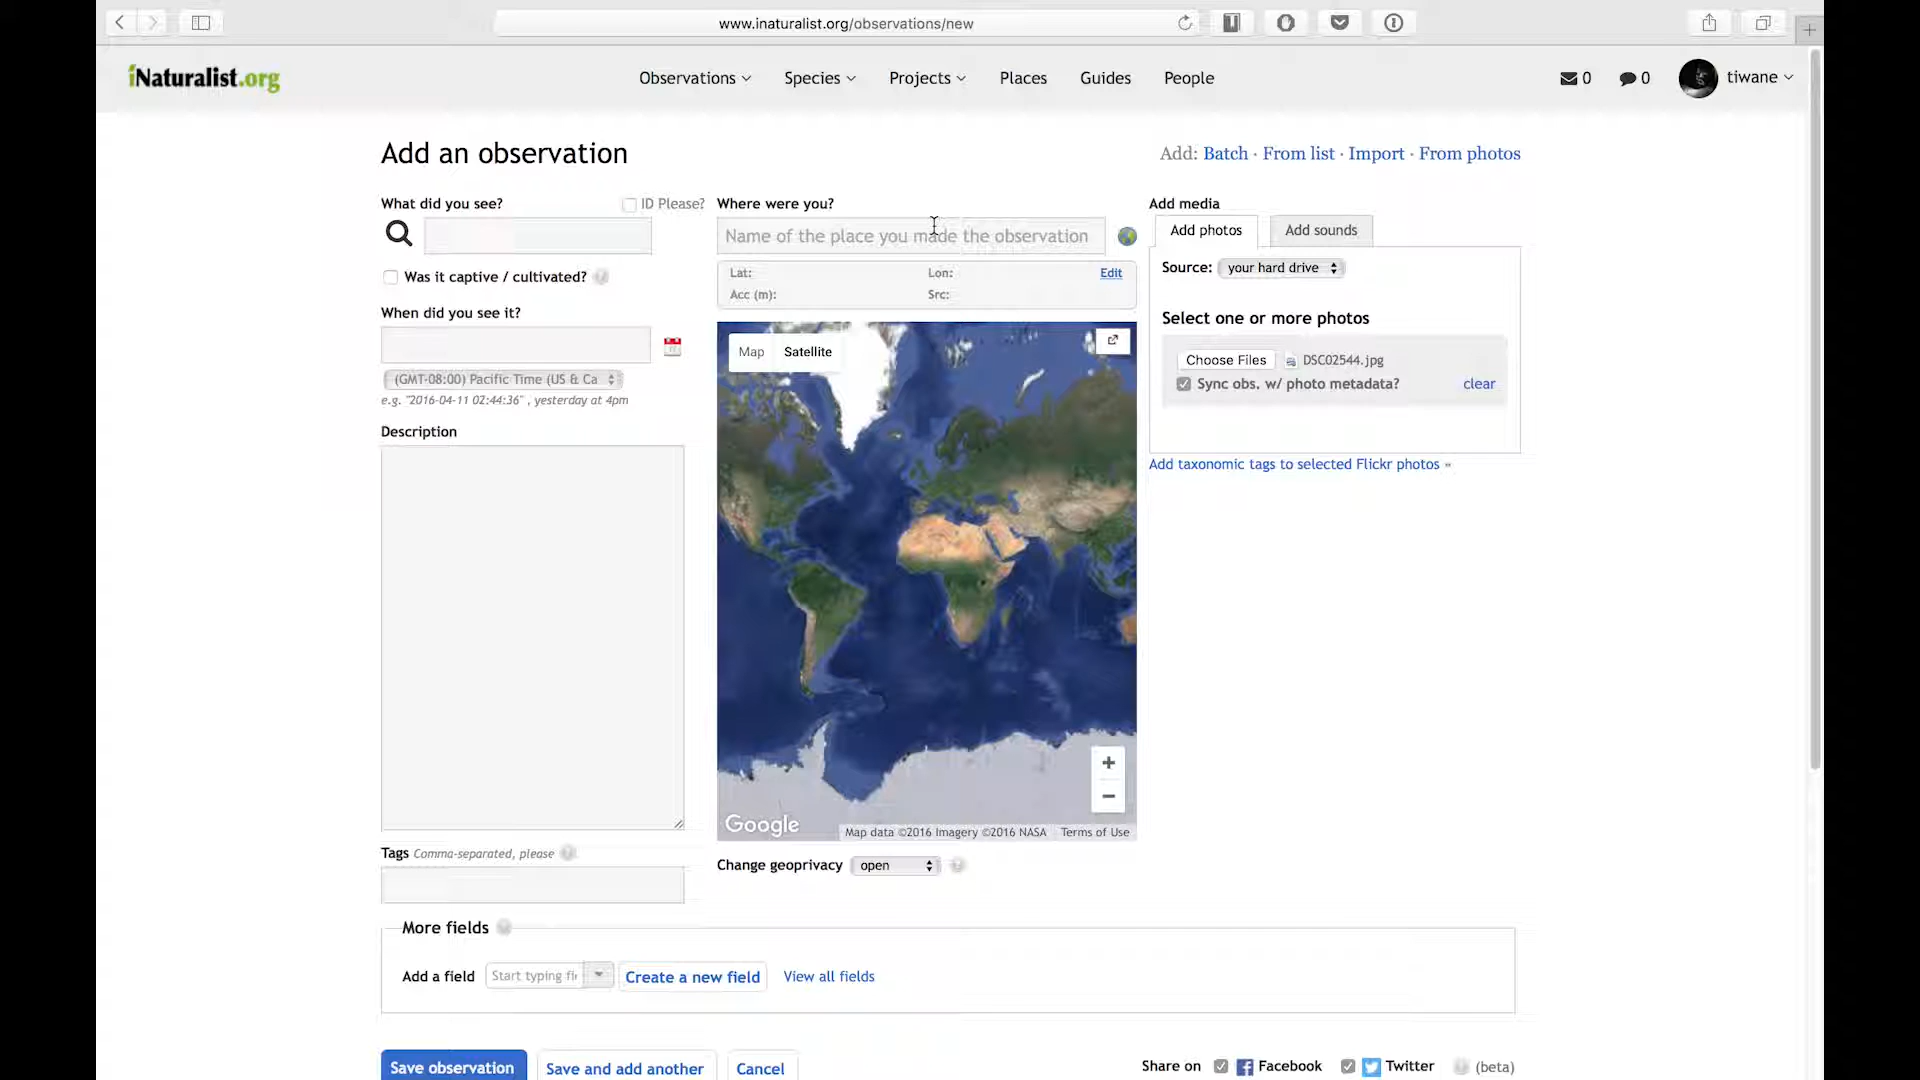 www.inaturalist.org/observations/new
iNaturalist.org
Observations
Species
Projects
Places
Guides
People
0
0
tiwane
Add an observation
Add: Batch · From list · Import · From photos
What did you see?
ID Please?
Where were you?
Add media
Name of the place you made the observation
Add photos
Add sounds
Was it captive / cultivated?
Lat:
Lon:
Edit
Acc (m):
Src:
Source: your hard drive
When did you see it?
Select one or more photos
Map
Satellite
Choose Files
DSC02544.jpg
(GMT-08:00) Pacific Time (US & Ca
Sync obs. w/ photo metadata?
clear
e.g. "2016-04-11 02:44:36" , yesterday at 4pm
Description
Add taxonomic tags to selected Flickr photos »
+
−
Google
Map data ©2016 Imagery ©2016 NASA
Terms of Use
Tags Comma-separated, please
Change geoprivacy
open
More fields
Add a field
Start typing fi
Create a new field
View all fields
Save observation
Save and add another
Cancel
Share on
Facebook
Twitter
(beta)